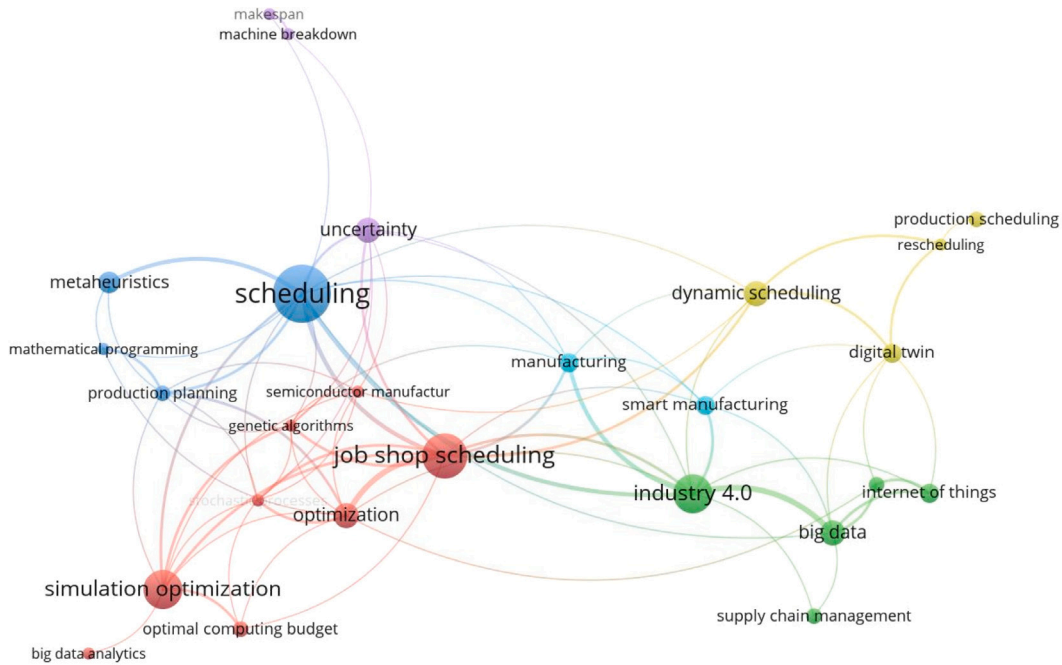 makespan
machine breakdown
production scheduling
uncertainty
rescheduling
metaheuristics
scheduling
dynamic scheduling
mathematical programming
manufacturing
digital twin
production planning
semiconductor manufactur
smart manufacturing
genetic algorithms
job shop scheduling
industry 4.0
internet of things
stochastic processes
optimization
big data
simulation optimization
supply chain management
optimal computing budget
big data analytics